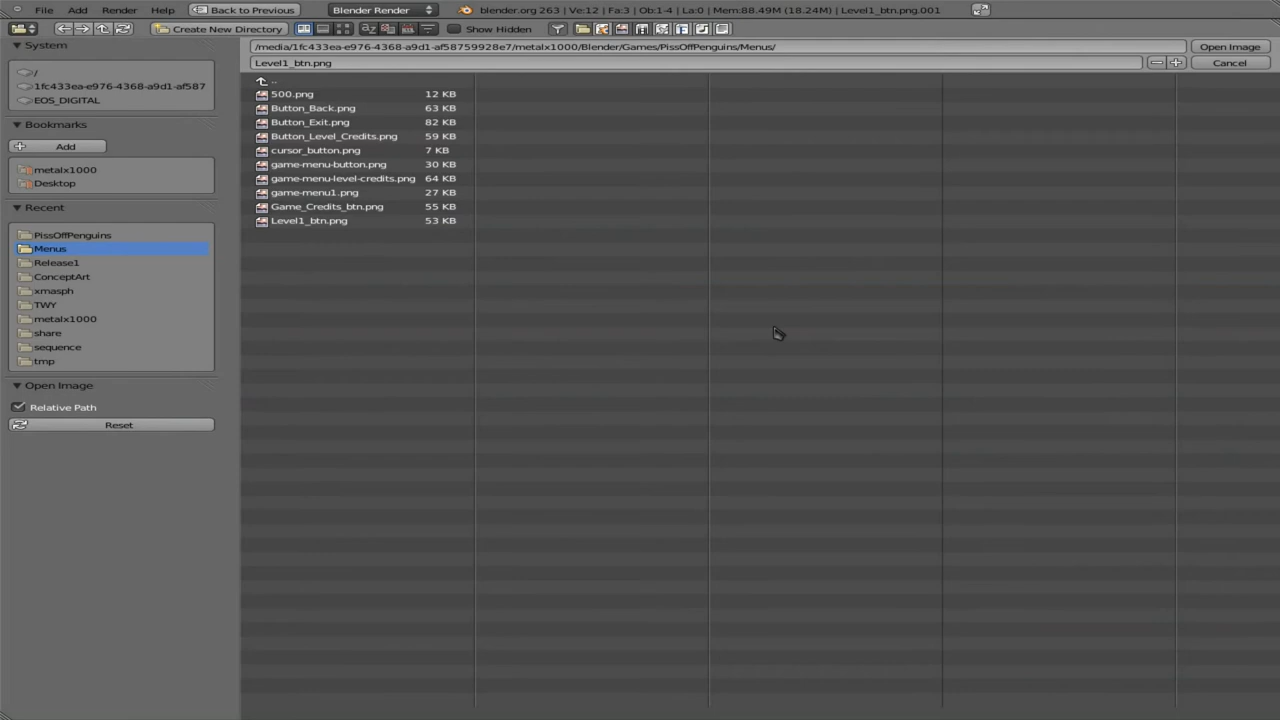 File Add Render Help Back to Previous Blender Render blender.org 263 | Ve:12 | Fa:3 | Ob:1-4 | La:0 | Mem:88.49M (18.24M) | Level1_btn.png.001
Create New Directory Show Hidden
System
/
1fc433ea-e976-4368-a9d1-af587
EOS_DIGITAL
Bookmarks
Add
metalx1000
Desktop
Recent
PissOffPenguins
Menus
Release1
ConceptArt
xmasph
TWY
metalx1000
share
sequence
tmp
Open Image
Relative Path
Reset
/media/1fc433ea-e976-4368-a9d1-af58759928e7/metalx1000/Blender/Games/PissOffPenguins/Menus/ Open Image
Level1_btn.png Cancel
..
500.png 12 KB
Button_Back.png 63 KB
Button_Exit.png 82 KB
Button_Level_Credits.png 59 KB
cursor_button.png 7 KB
game-menu-button.png 30 KB
game-menu-level-credits.png 64 KB
game-menu1.png 27 KB
Game_Credits_btn.png 55 KB
Level1_btn.png 53 KB